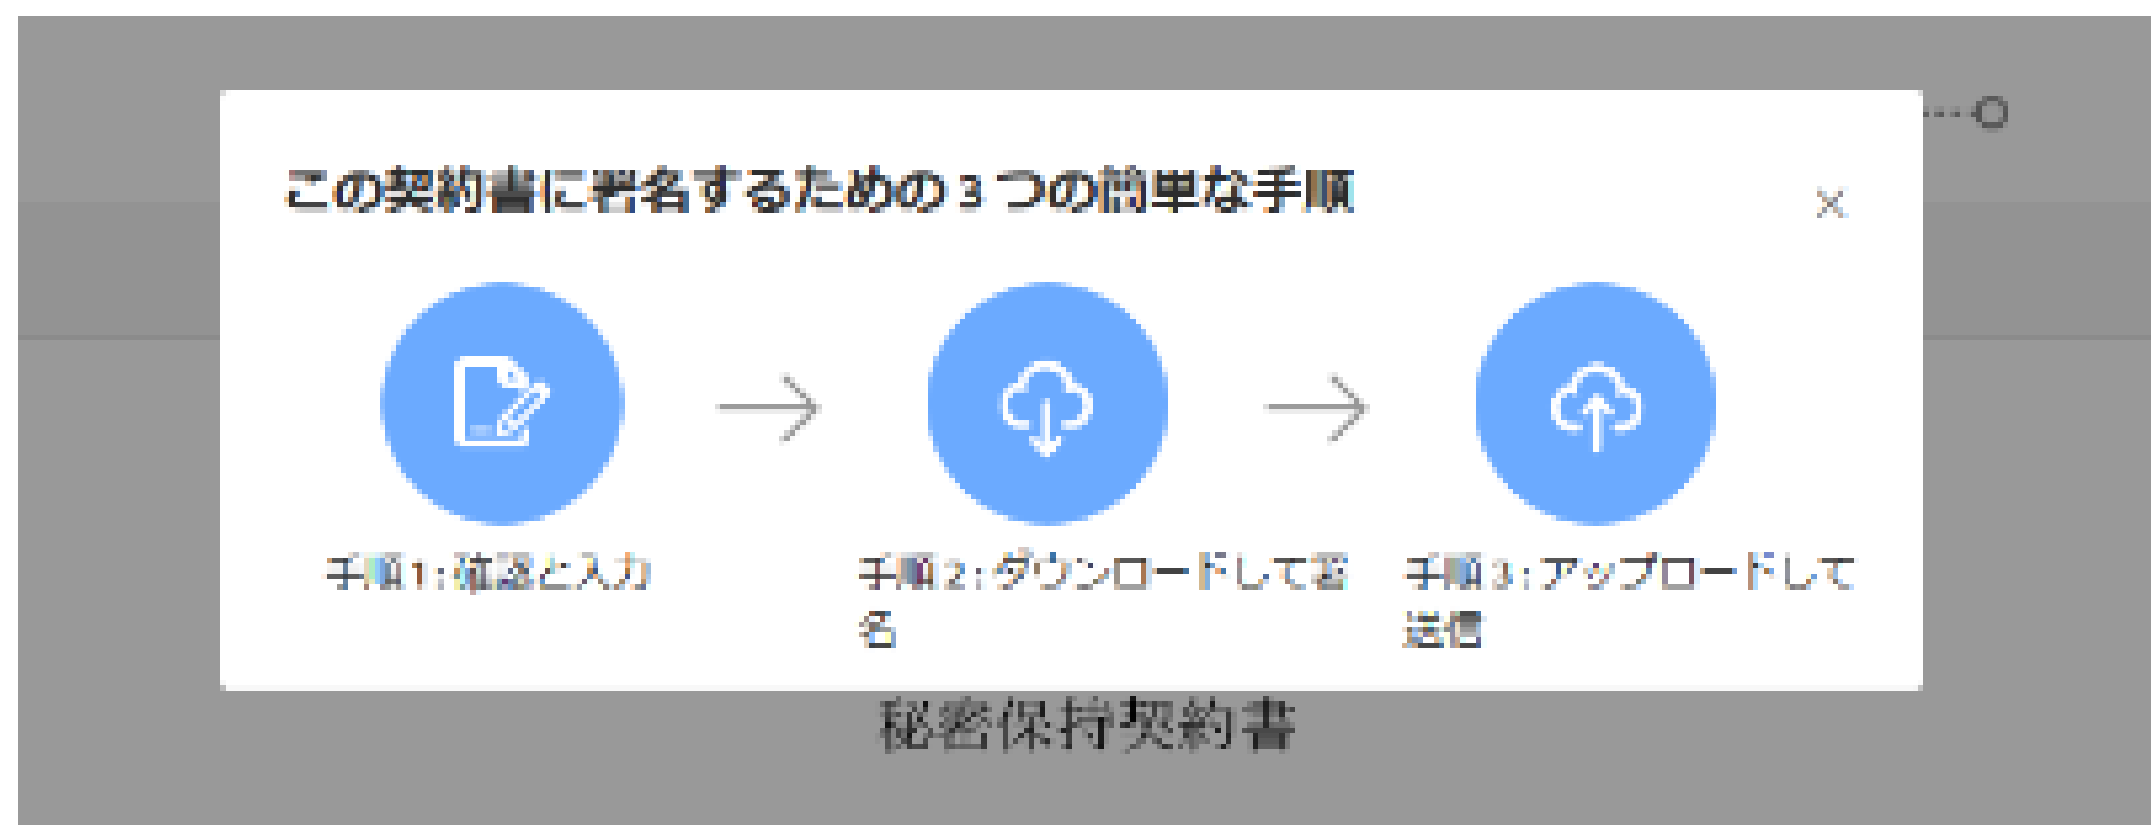 この契約書に署名するための 3 つの簡単な手順
×
手順 1 : 確認と入力
手順 2 : ダウンロードして署
名
手順 3 : アップロードして
送信
秘密保持契約書